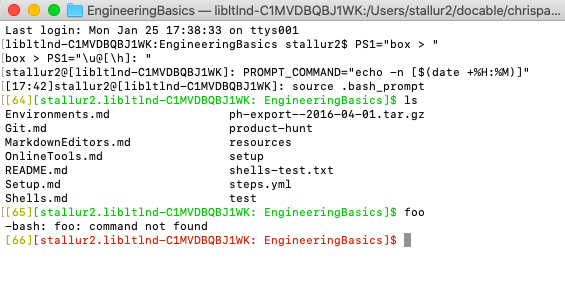 EngineeringBasics — libltlnd-C1MVDBQBJ1WK:/Users/stallur2/docable/chrispa...
Last login: Mon Jan 25 17:38:33 on ttys001
[libltlnd-C1MVDBQBJ1WK:EngineeringBasics stallur2$ PS1="box > "
[box > PS1="\u@[\h]: "
[stallur2@[libltlnd-C1MVDBQBJ1WK]: PROMPT_COMMAND="echo -n [$(date +%H:%M)]"
[[17:42]stallur2@[libltlnd-C1MVDBQBJ1WK]: source .bash_prompt
[[64][stallur2.libltlnd-C1MVDBQBJ1WK: EngineeringBasics]$ ls
Environments.md ph-export--2016-04-01.tar.gz
Git.md product-hunt
MarkdownEditors.md resources
OnlineTools.md setup
README.md shells-test.txt
Setup.md steps.yml
Shells.md test
[[65][stallur2.libltlnd-C1MVDBQBJ1WK: EngineeringBasics]$ foo
-bash: foo: command not found
[66][stallur2.libltlnd-C1MVDBQBJ1WK: EngineeringBasics]$